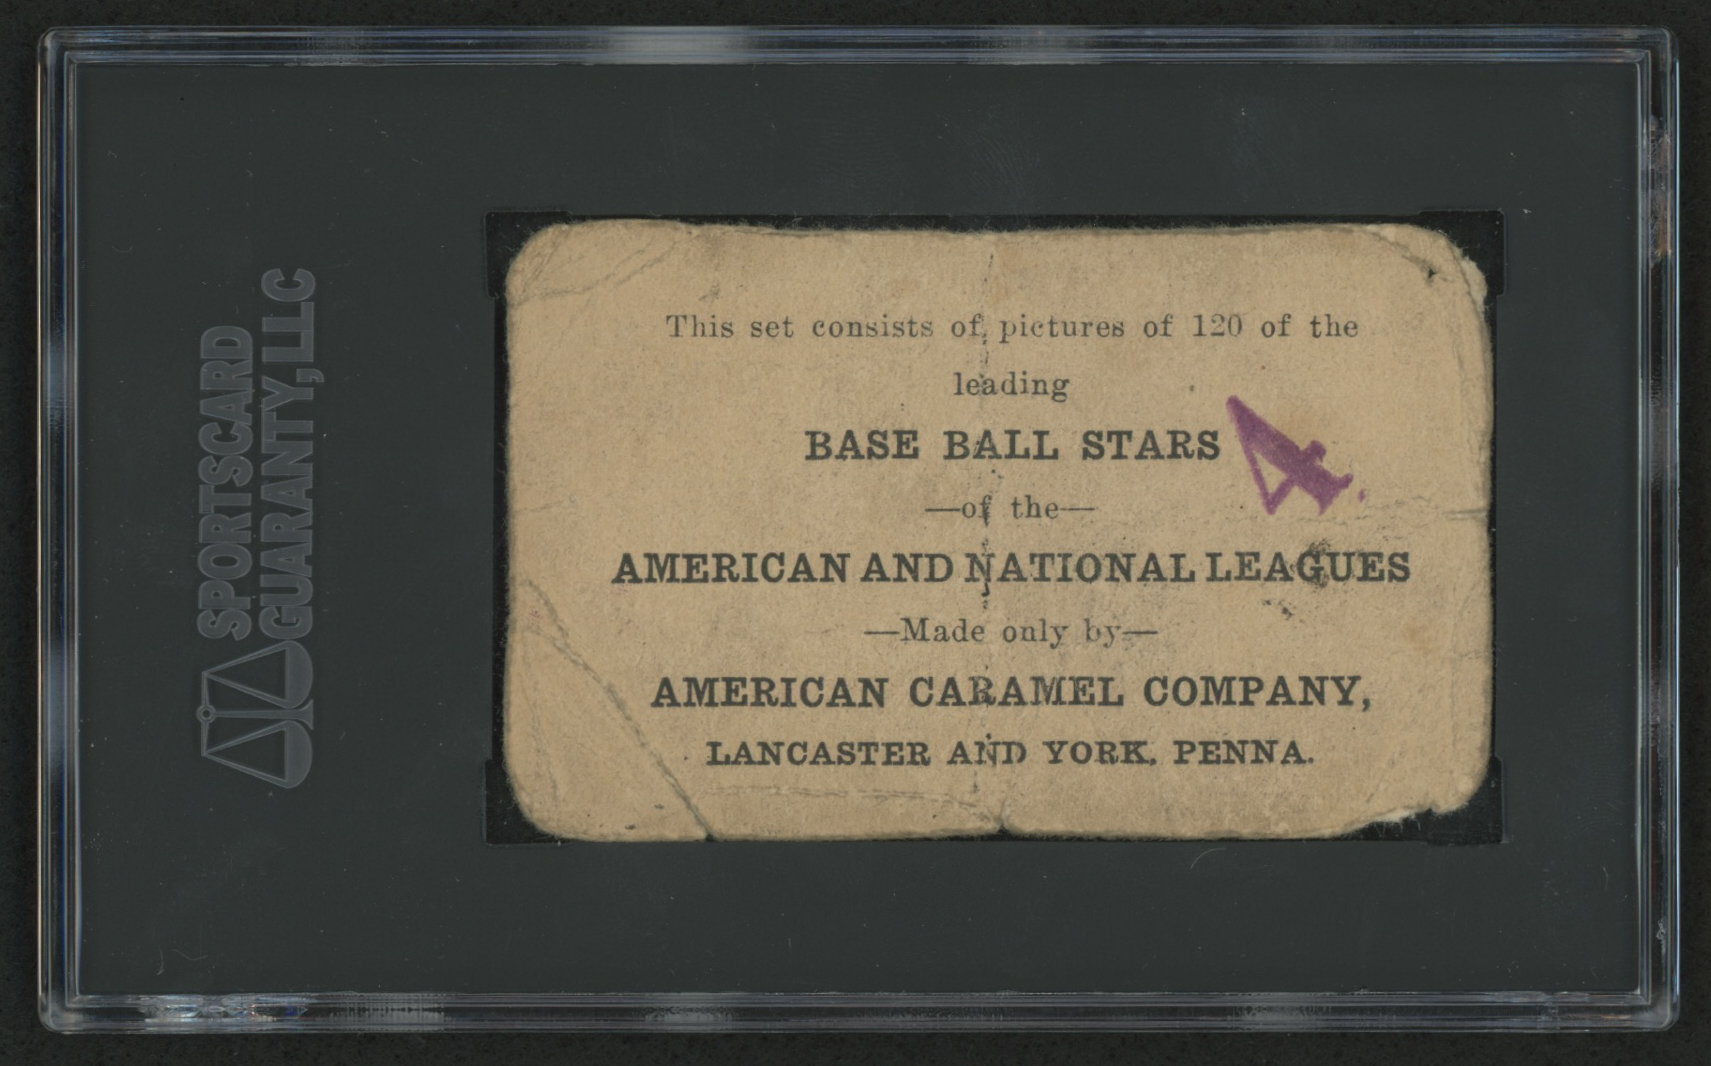 SPORTSCARD
GUARANTY,LLC
This set consists of pictures of 120 of the
leading
BASE BALL STARS
4.
—of the—
AMERICAN AND NATIONAL LEAGUES
—Made only by—
AMERICAN CARAMEL COMPANY,
LANCASTER AND YORK, PENNA.